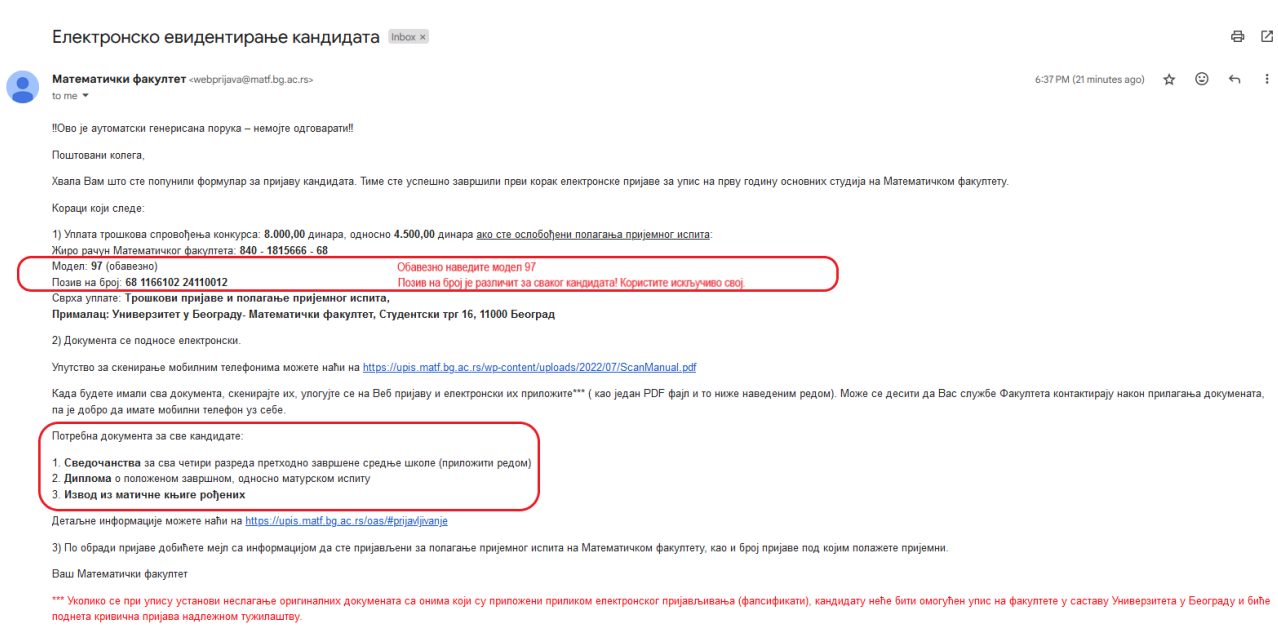 Електронско евидентирање кандидата Inbox ×
Математички факултет <webprijava@matf.bg.ac.rs>
6:37 PM (21 minutes ago)
to me
!!Ово је аутоматски генерисана порука – немојте одговарати!!
Поштовани колега,
Хвала Вам што сте попунили формулар за пријаву кандидата. Тиме сте успешно завршили први корак електронске пријаве за упис на прву годину основних студија на Математичком факултету.
Кораци који следе:
1) Уплата трошкова спровођења конкурса: 8.000,00 динара, односно 4.500,00 динара ако сте ослобођени полагања пријемног испита:
Жиро рачун Математичког факултета: 840 - 1815666 - 68
Модел: 97 (обавезно) Обавезно наведите модел 97
Позив на број: 68 1166102 24110012 Позив на број је различит за сваког кандидата! Користите искључиво свој.
Сврха уплате: Трошкови пријаве и полагање пријемног испита,
Прималац: Универзитет у Београду- Математички факултет, Студентски трг 16, 11000 Београд
2) Документа се подносе електронски.
Упутство за скенирање мобилним телефонима можете наћи на https://upis.matf.bg.ac.rs/wp-content/uploads/2022/07/ScanManual.pdf
Када будете имали сва документа, скенирајте их, улогујте се на Веб пријаву и електронски их приложите*** ( као један PDF фајл и то ниже наведеним редом). Може се десити да Вас службе Факултета контактирају након прилагања докумената,
па је добро да имате мобилни телефон уз себе.
Потребна документа за све кандидате:
1. Сведочанства за сва четири разреда претходно завршене средње школе (приложити редом)
2. Диплома о положеном завршном, односно матурском испиту
3. Извод из матичне књиге рођених
Детаљне информације можете наћи на https://upis.matf.bg.ac.rs/oas/#prijavljivanje
3) По обради пријаве добићете мејл са информацијом да сте пријављени за полагање пријемног испита на Математичком факултету, као и број пријаве под којим полажете пријемни.
Ваш Математички факултет
*** Уколико се при упису установи неслагање оригиналних докумената са онима који су приложени приликом електронског пријављивања (фалсификати), кандидату неће бити омогућен упис на факултете у саставу Универзитета у Београду и биће
поднета кривична пријава надлежном тужилаштву.